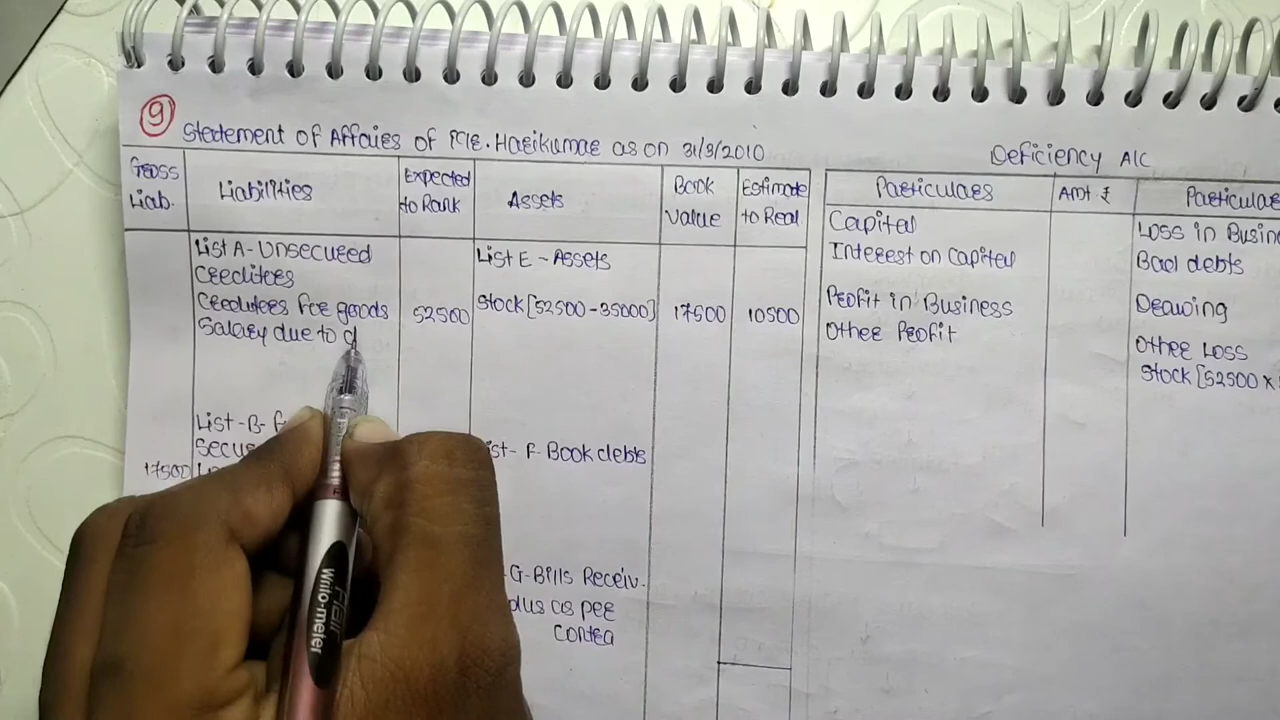 9
Statement of Affairs of Mr. Harikumar as on 31/3/2010
Deficiency A/C
Gross Liab.
Liabilities
Expected to Rank
Assets
Book Value
Estimate to Real
Particulars
Amt ₹
List A - Unsecured
Creditors
Creditors for goods
Salary due to
52500
List E - Assets
Stock [52500 - 35000]
17500
10500
Capital
Interest on Capital
Profit in Business
Other Profit
Loss in
Bad debts
Drawing
Other Loss
Stock [52500 ×
List - B -
17500
F - Book debts
G - Bills Receiv.
as per
contra
Flair
Writo-meter